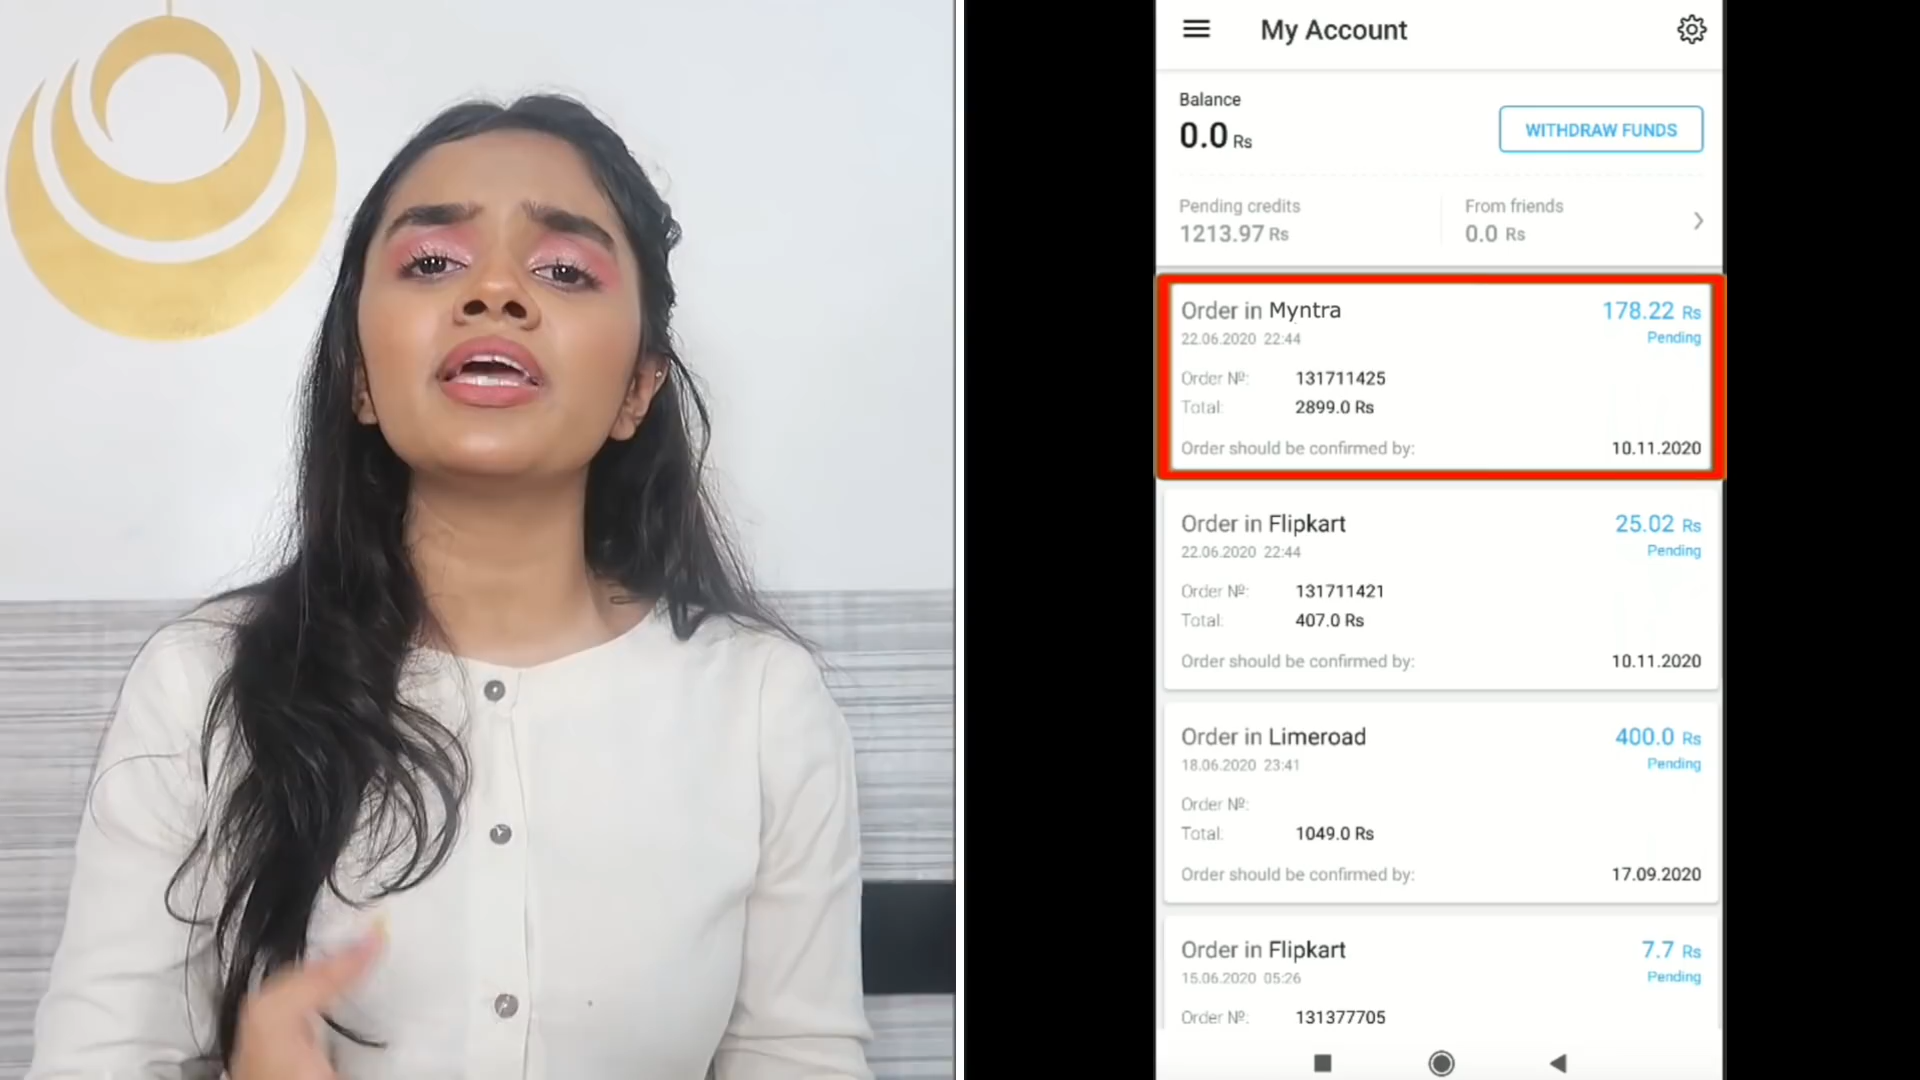 My Account
Balance
0.0 Rs
WITHDRAW FUNDS
Pending credits
1213.97 Rs
From friends
0.0 Rs
Order in Myntra
178.22 Rs
22.06.2020 22:44
Pending
Order №: 131711425
Total: 2899.0 Rs
Order should be confirmed by: 10.11.2020
Order in Flipkart
25.02 Rs
22.06.2020 22:44
Pending
Order №: 131711421
Total: 407.0 Rs
Order should be confirmed by: 10.11.2020
Order in Limeroad
400.0 Rs
18.06.2020 23:41
Pending
Order №:
Total: 1049.0 Rs
Order should be confirmed by: 17.09.2020
Order in Flipkart
7.7 Rs
15.06.2020 05:26
Pending
Order №: 131377705